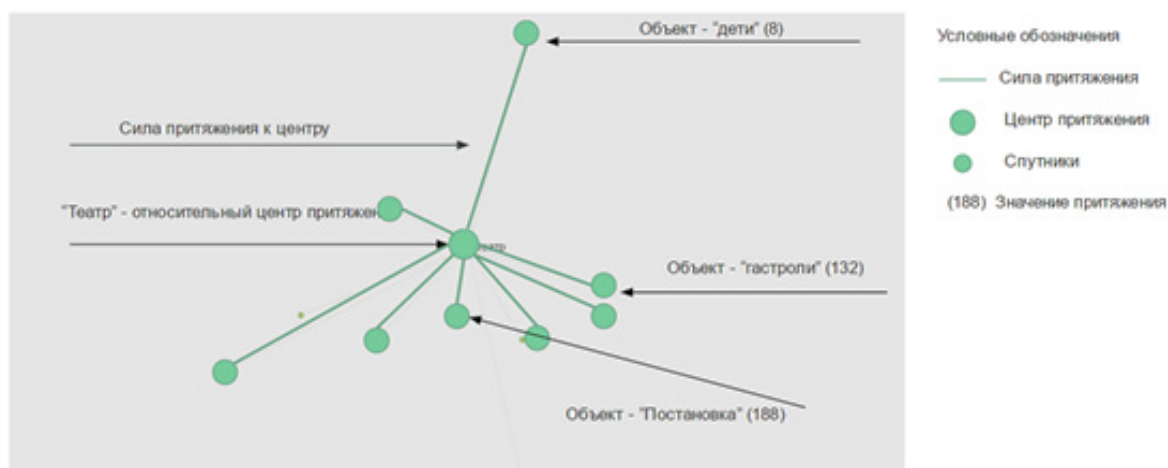 Объект - "дети" (8)
Условные обозначения
Сила притяжения
Сила притяжения к центру
Центр притяжения
Спутники
"Театр" - относительный центр притяжен
(188) Значение притяжения
Объект - "гастроли" (132)
Объект - "Постановка" (188)